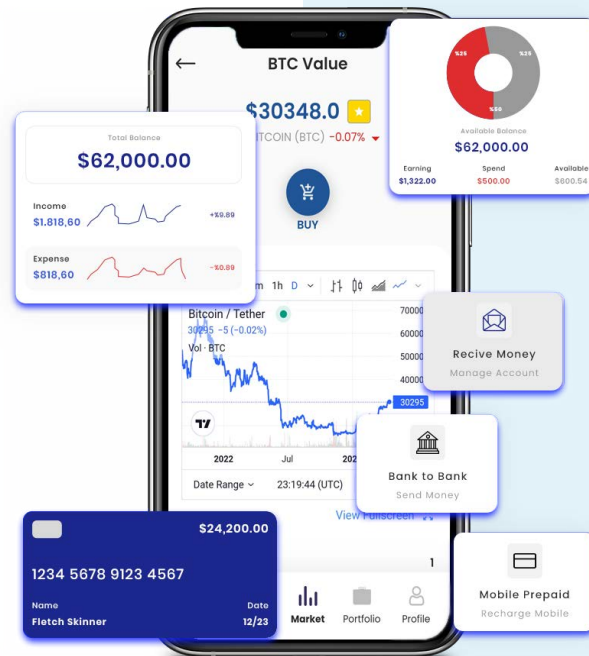 BTC Value
$30348.0
ITCOIN (BTC) -0.07%
BUY
%25
%25
%50
Available Balance
$62,000.00
Earning Spend Available
$1,322.00 $500.00 $600.54
Total Balance
$62,000.00
Income
$1.818,60
+%9.89
Expense
$818,60
-%0.89
m 1h D
Bitcoin / Tether
30295 -5 (-0.02%)
Vol · BTC
70000
60000
50000
40000
30295
2022 Jul 202
Date Range 23:19:44 (UTC)
View Fullscreen
1
Recive Money
Manage Account
Bank to Bank
Send Money
Mobile Prepaid
Recharge Mobile
$24,200.00
1234 5678 9123 4567
Name Date
Fletch Skinner 12/23
Market Portfolio Profile